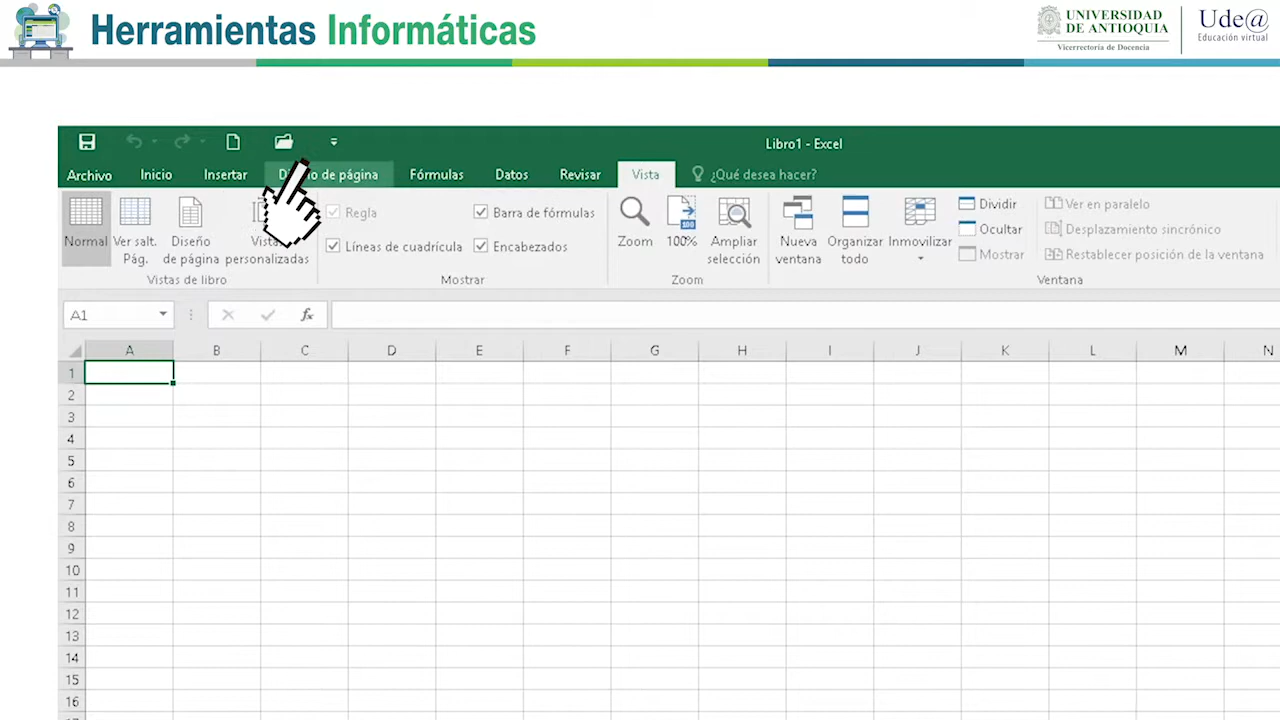 Herramientas Informáticas
UNIVERSIDAD
DE ANTIOQUIA
Vicerrectoría de Docencia
Ude@
Educación virtual
Libro1 - Excel
Archivo Inicio Insertar de página Fórmulas Datos Revisar Vista ¿Qué desea hacer?
Normal
Ver salt.
Pág.
Diseño
de página
personalizadas
Vistas de libro
Regla
Barra de fórmulas
Líneas de cuadrícula
Encabezados
Mostrar
Zoom
100%
Ampliar
selección
Zoom
Nueva
ventana
Organizar
todo
Inmovilizar
Dividir
Ocultar
Mostrar
Ver en paralelo
Desplazamiento sincrónico
Restablecer posición de la ventana
Ventana
A1
fx
A B C D E F G H I J K L M N
1
2
3
4
5
6
7
8
9
10
11
12
13
14
15
16